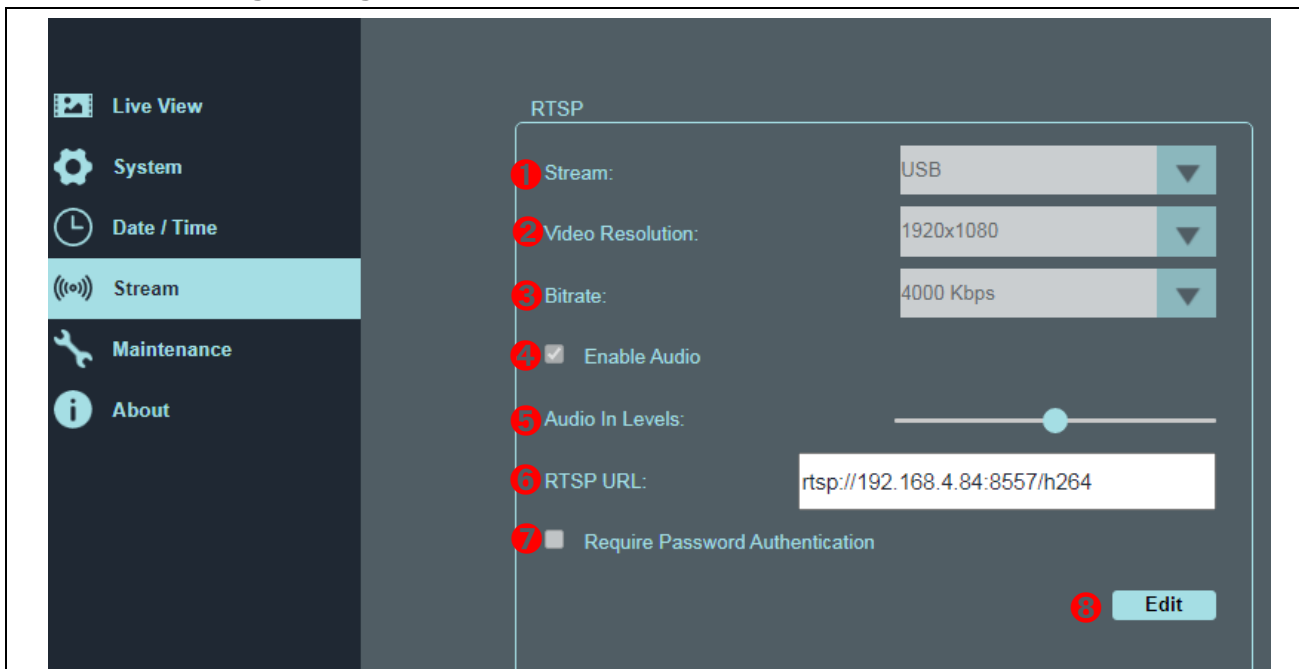 Live View
System
Date / Time
Stream
Maintenance
About
RTSP
1 Stream: USB
2 Video Resolution: 1920x1080
3 Bitrate: 4000 Kbps
4 Enable Audio
5 Audio In Levels:
6 RTSP URL: rtsp://192.168.4.84:8557/h264
7 Require Password Authentication
8 Edit